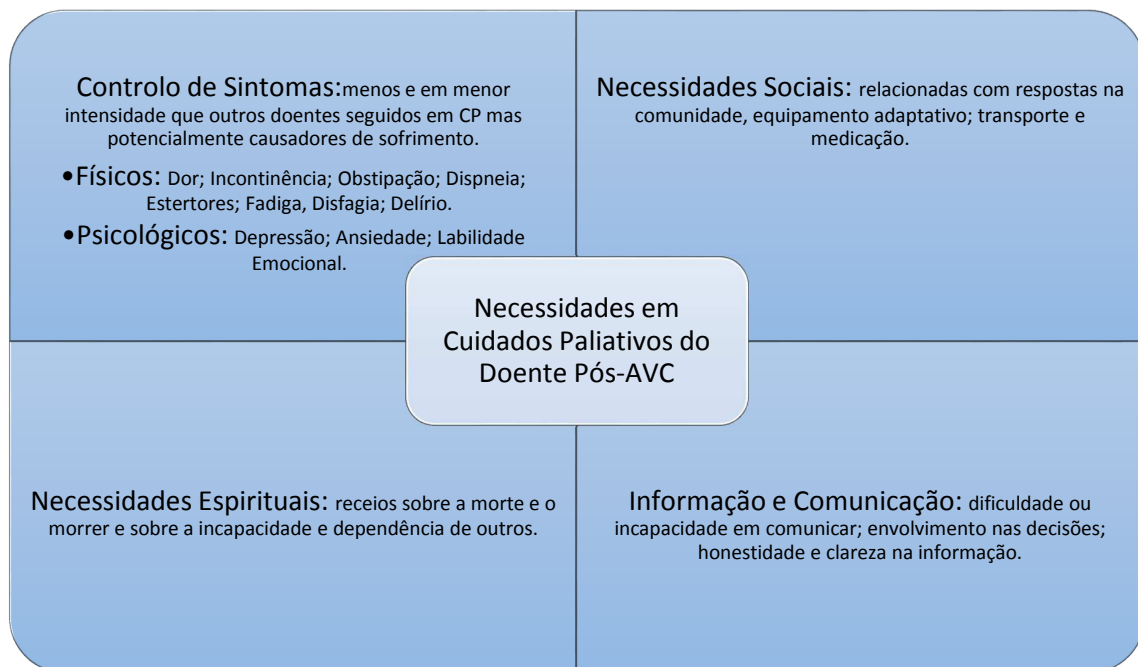 Controlo de Sintomas:menos e em menor
intensidade que outros doentes seguidos em CP mas
potencialmente causadores de sofrimento.
•Físicos: Dor; Incontinência; Obstipação; Dispneia;
Estertores; Fadiga, Disfagia; Delírio.
•Psicológicos: Depressão; Ansiedade; Labilidade
Emocional.
Necessidades Sociais: relacionadas com respostas na
comunidade, equipamento adaptativo; transporte e
medicação.
Necessidades em
Cuidados Paliativos do
Doente Pós-AVC
Necessidades Espirituais: receios sobre a morte e o
morrer e sobre a incapacidade e dependência de outros.
Informação e Comunicação: dificuldade ou
incapacidade em comunicar; envolvimento nas decisões;
honestidade e clareza na informação.